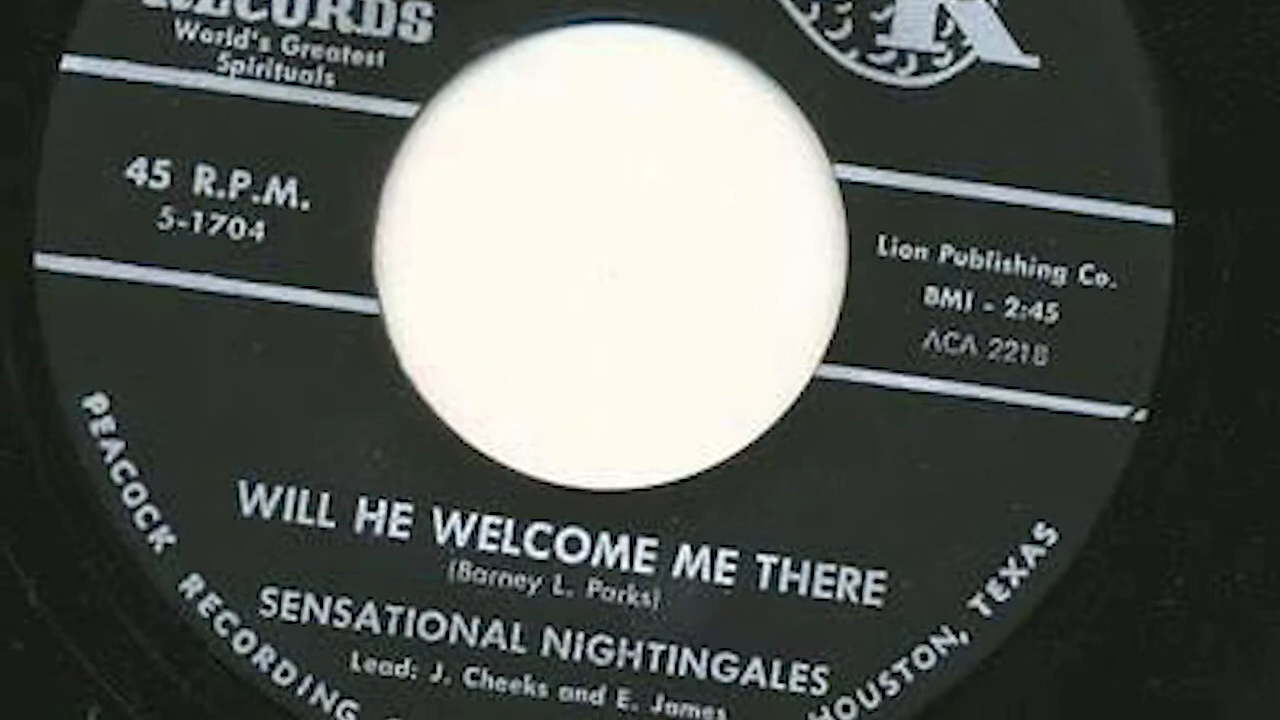 RECORDS
World's Greatest
Spirituals
K
45 R.P.M.
5-1704
Lion Publishing Co.
BMI - 2:45
ACA 2218
WILL HE WELCOME ME THERE
(Barney L. Parks)
SENSATIONAL NIGHTINGALES
Lead: J. Cheeks and E. James
PEACOCK RECORDING
HOUSTON, TEXAS